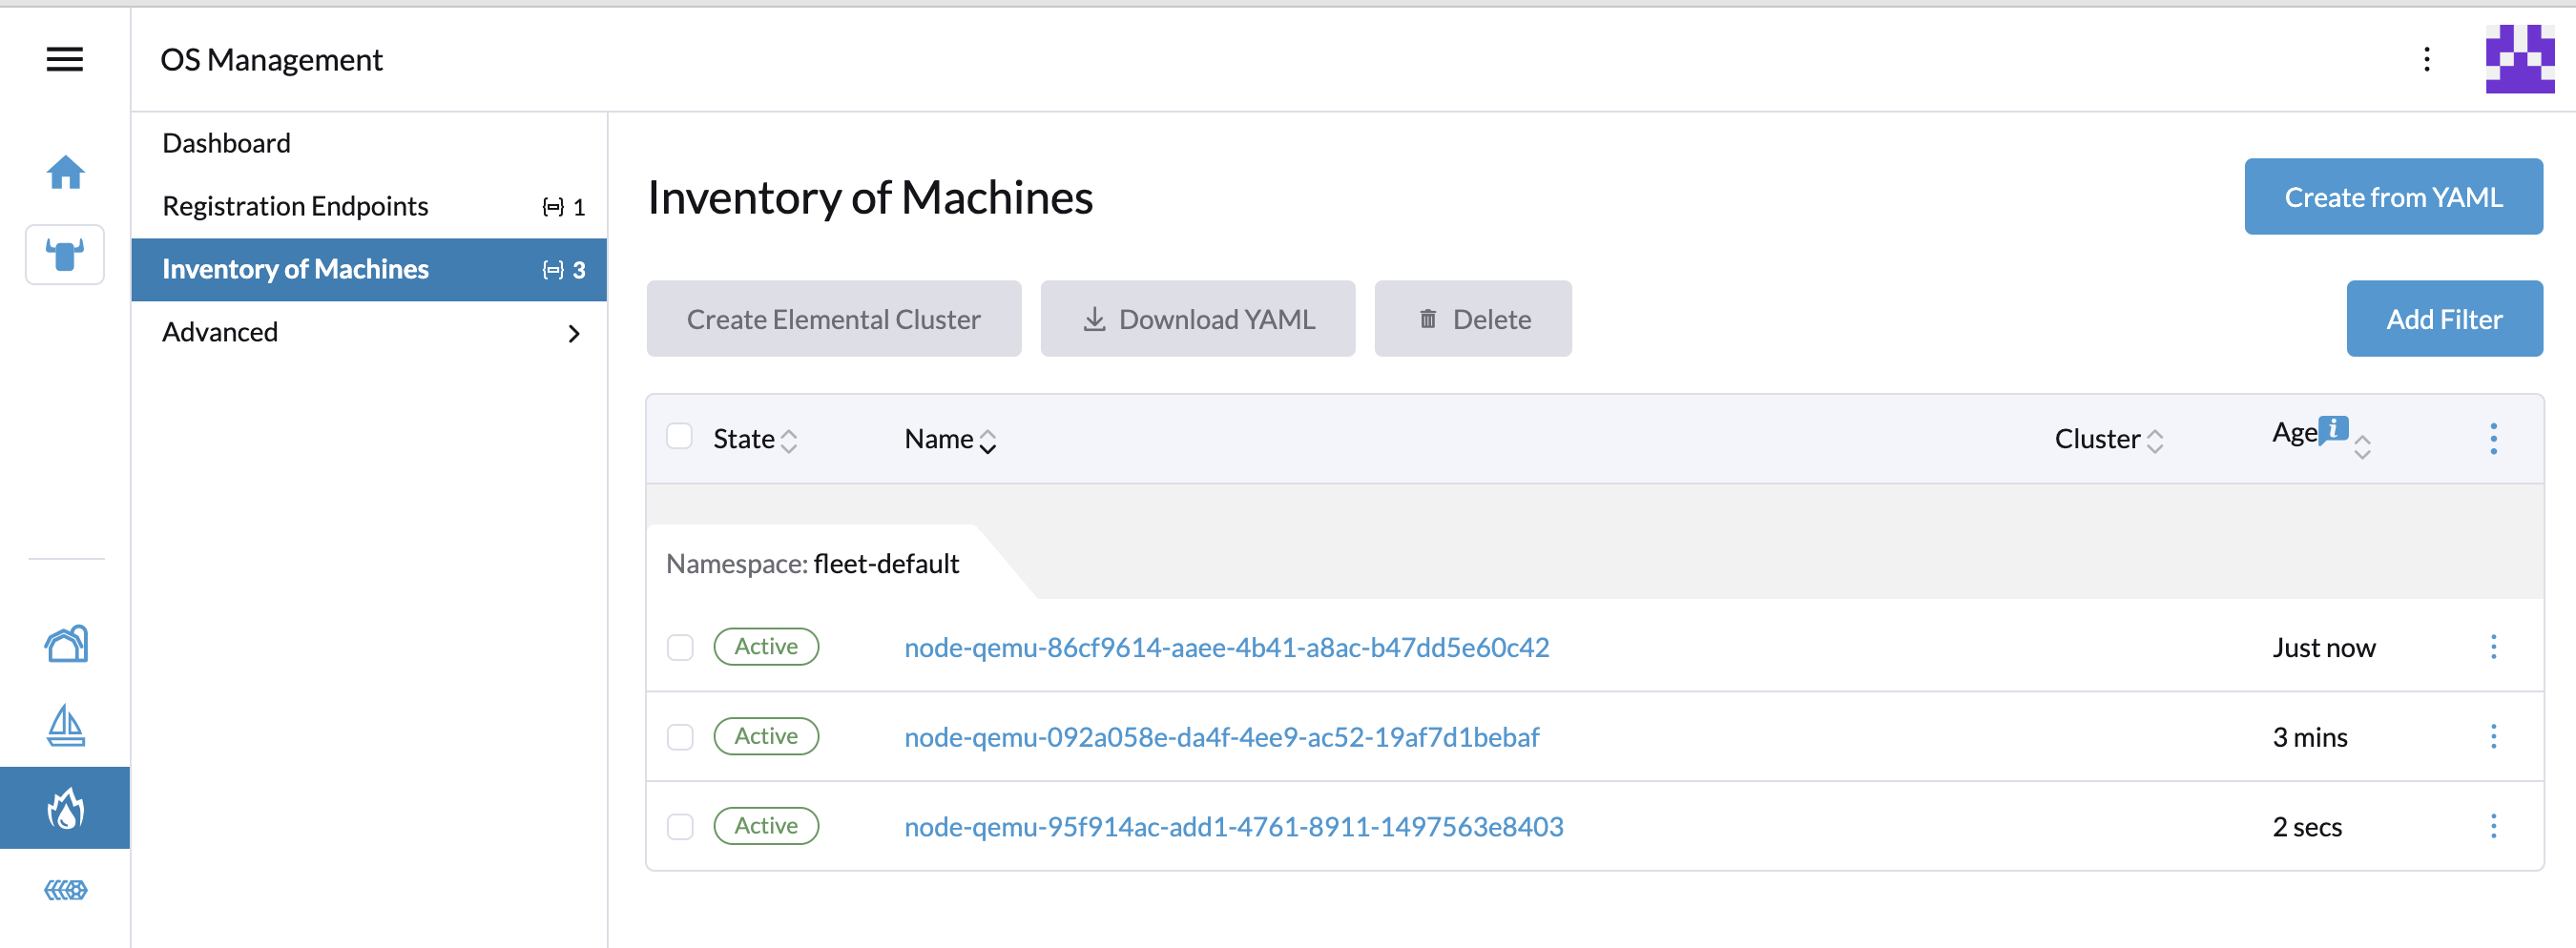 OS Management
Dashboard
Registration Endpoints 1
Inventory of Machines 3
Advanced
Inventory of Machines
Create from YAML
Create Elemental Cluster Download YAML Delete Add Filter
State Name Cluster Age i
Namespace: fleet-default
Active node-qemu-86cf9614-aaee-4b41-a8ac-b47dd5e60c42 Just now
Active node-qemu-092a058e-da4f-4ee9-ac52-19af7d1bebaf 3 mins
Active node-qemu-95f914ac-add1-4761-8911-1497563e8403 2 secs